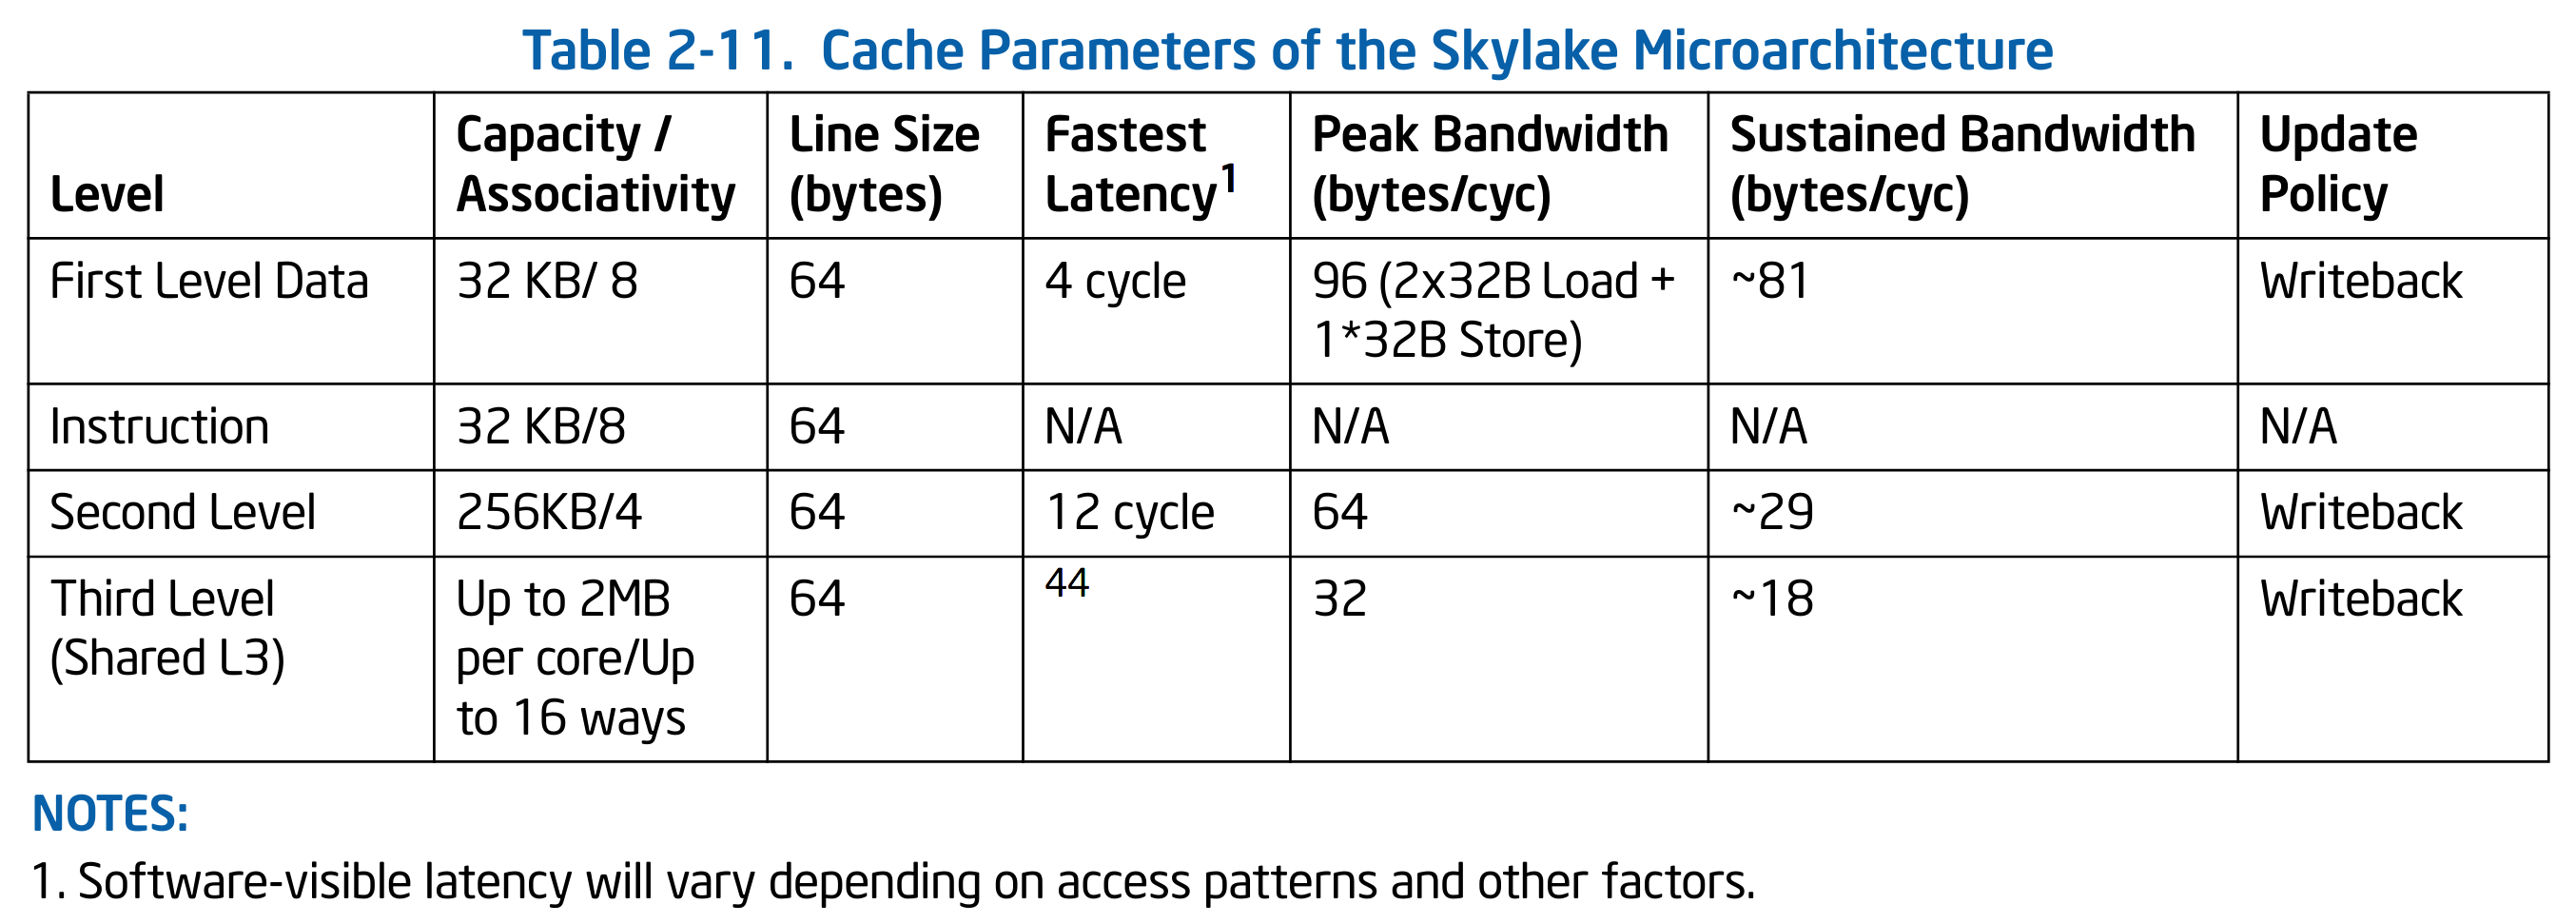 Table 2-11.  Cache Parameters of the Skylake Microarchitecture
Level | Capacity / Associativity | Line Size (bytes) | Fastest Latency1 | Peak Bandwidth (bytes/cyc) | Sustained Bandwidth (bytes/cyc) | Update Policy
First Level Data | 32 KB/ 8 | 64 | 4 cycle | 96 (2x32B Load + 1*32B Store) | ~81 | Writeback
Instruction | 32 KB/8 | 64 | N/A | N/A | N/A | N/A
Second Level | 256KB/4 | 64 | 12 cycle | 64 | ~29 | Writeback
Third Level (Shared L3) | Up to 2MB per core/Up to 16 ways | 64 | 44 | 32 | ~18 | Writeback
NOTES:
1. Software-visible latency will vary depending on access patterns and other factors.